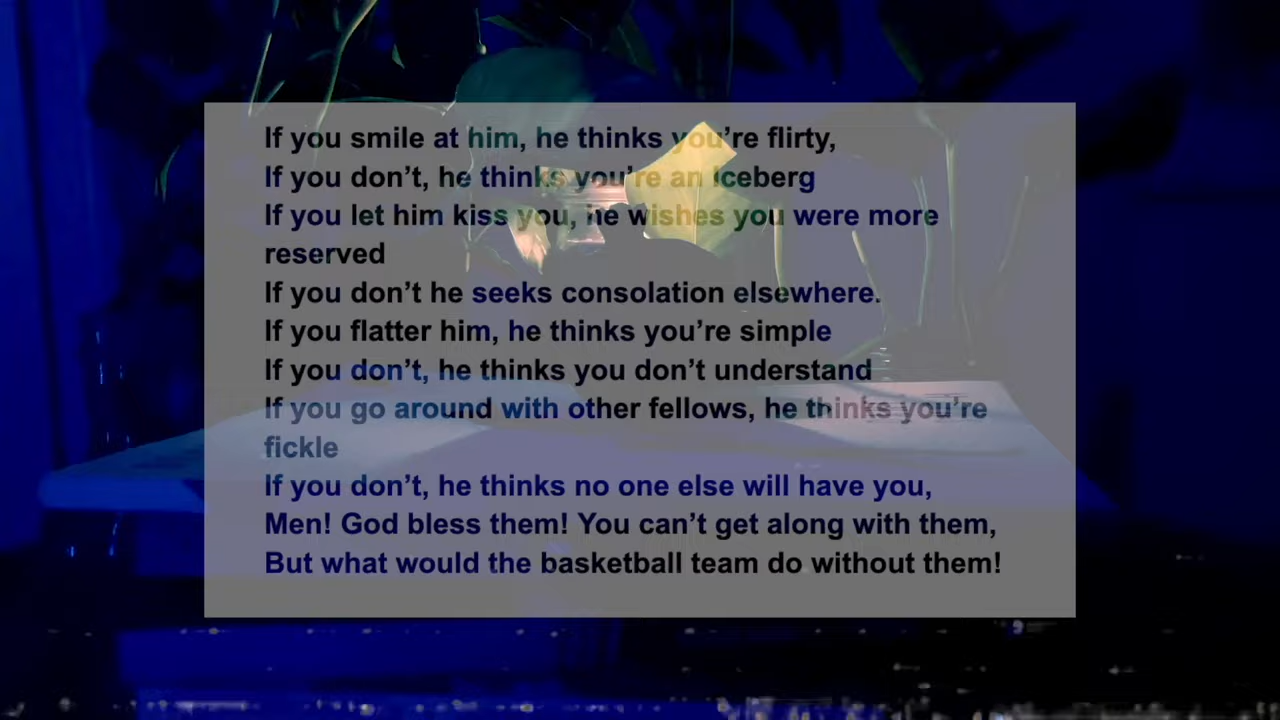 If you smile at him, he thinks you're flirty,
If you don't, he thinks you're an iceberg
If you let him kiss you, he wishes you were more
reserved
If you don't he seeks consolation elsewhere.
If you flatter him, he thinks you're simple
If you don't, he thinks you don't understand
If you go around with other fellows, he thinks you're
fickle
If you don't, he thinks no one else will have you,
Men! God bless them! You can't get along with them,
But what would the basketball team do without them!